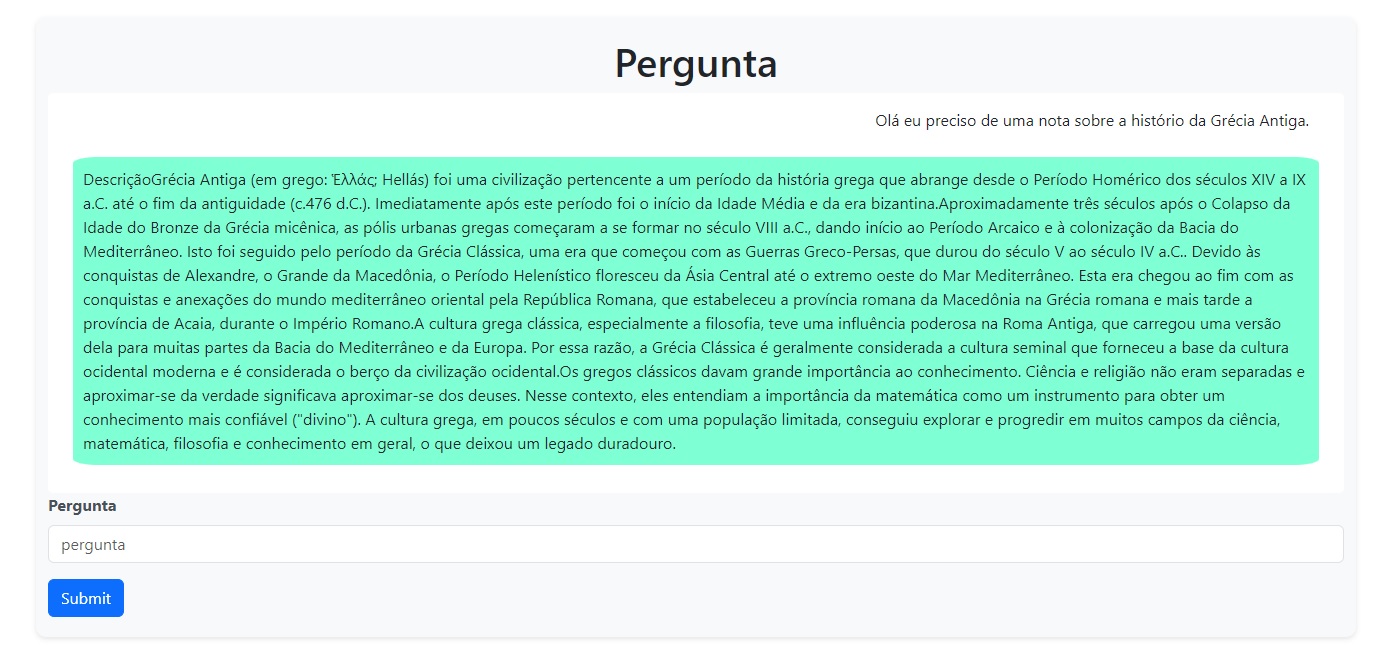 Pergunta
Olá eu preciso de uma nota sobre a histório da Grécia Antiga.
DescriçãoGrécia Antiga (em grego: Ἑλλάς; Hellás) foi uma civilização pertencente a um período da história grega que abrange desde o Período Homérico dos séculos XIV a IX
a.C. até o fim da antiguidade (c.476 d.C.). Imediatamente após este período foi o início da Idade Média e da era bizantina.Aproximadamente três séculos após o Colapso da
Idade do Bronze da Grécia micênica, as pólis urbanas gregas começaram a se formar no século VIII a.C., dando início ao Período Arcaico e à colonização da Bacia do
Mediterrâneo. Isto foi seguido pelo período da Grécia Clássica, uma era que começou com as Guerras Greco-Persas, que durou do século V ao século IV a.C.. Devido às
conquistas de Alexandre, o Grande da Macedônia, o Período Helenístico floresceu da Ásia Central até o extremo oeste do Mar Mediterrâneo. Esta era chegou ao fim com as
conquistas e anexações do mundo mediterrâneo oriental pela República Romana, que estabeleceu a província romana da Macedônia na Grécia romana e mais tarde a
província de Acaia, durante o Império Romano.A cultura grega clássica, especialmente a filosofia, teve uma influência poderosa na Roma Antiga, que carregou uma versão
dela para muitas partes da Bacia do Mediterrâneo e da Europa. Por essa razão, a Grécia Clássica é geralmente considerada a cultura seminal que forneceu a base da cultura
ocidental moderna e é considerada o berço da civilização ocidental.Os gregos clássicos davam grande importância ao conhecimento. Ciência e religião não eram separadas e
aproximar-se da verdade significava aproximar-se dos deuses. Nesse contexto, eles entendiam a importância da matemática como um instrumento para obter um
conhecimento mais confiável ("divino"). A cultura grega, em poucos séculos e com uma população limitada, conseguiu explorar e progredir em muitos campos da ciência,
matemática, filosofia e conhecimento em geral, o que deixou um legado duradouro.
Pergunta
pergunta
Submit